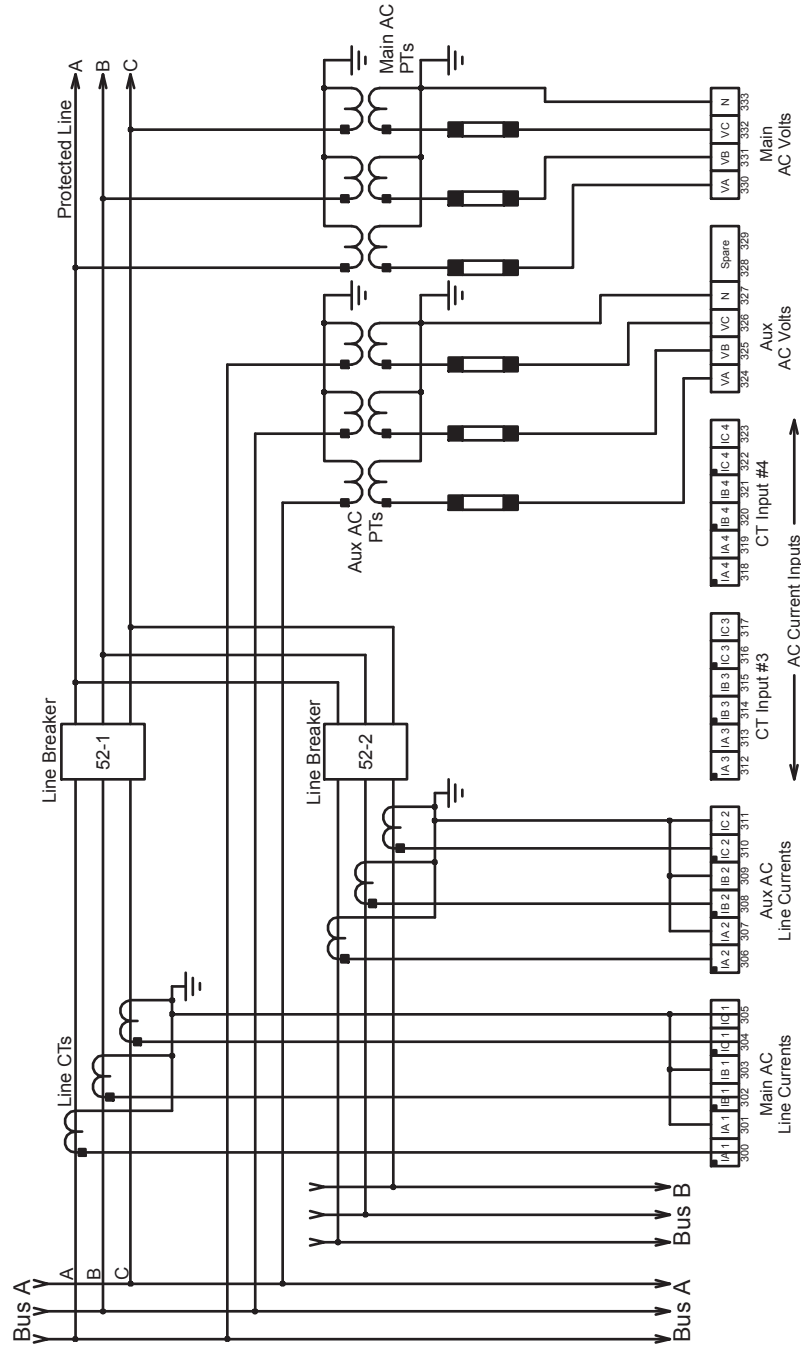 Protected Line
A
B
C
Line Breaker
52-1
Line CTs
Bus A
A
B
C
Line Breaker
52-2
Main AC
PTs
Aux AC
PTs
Bus A
Bus B
IA 1
IA 1
IB 1
IB 1
IC 1
IC 1
300
301
302
303
304
305
Main AC
Line Currents
IA 2
IA 2
IB 2
IB 2
IC 2
IC 2
306
307
308
309
310
311
Aux AC
Line Currents
IA 3
IA 3
IB 3
IB 3
IC 3
IC 3
312
313
314
315
316
317
CT Input #3
IA 4
IA 4
IB 4
IB 4
IC 4
IC 4
318
319
320
321
322
323
CT Input #4
AC Current Inputs
VA
VB
VC
N
Spare
324
325
326
327
328
329
Aux
AC Volts
VA
VB
VC
N
330
331
332
333
Main
AC Volts